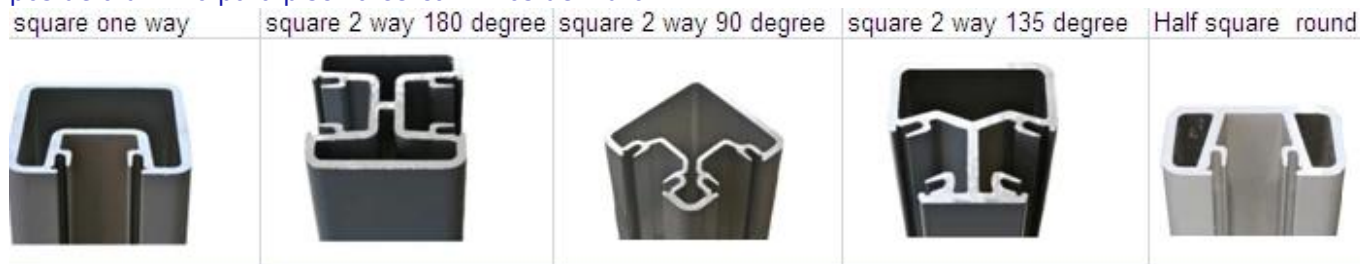 square one way
square 2 way 180 degree
square 2 way 90 degree
square 2 way 135 degree
Half square round